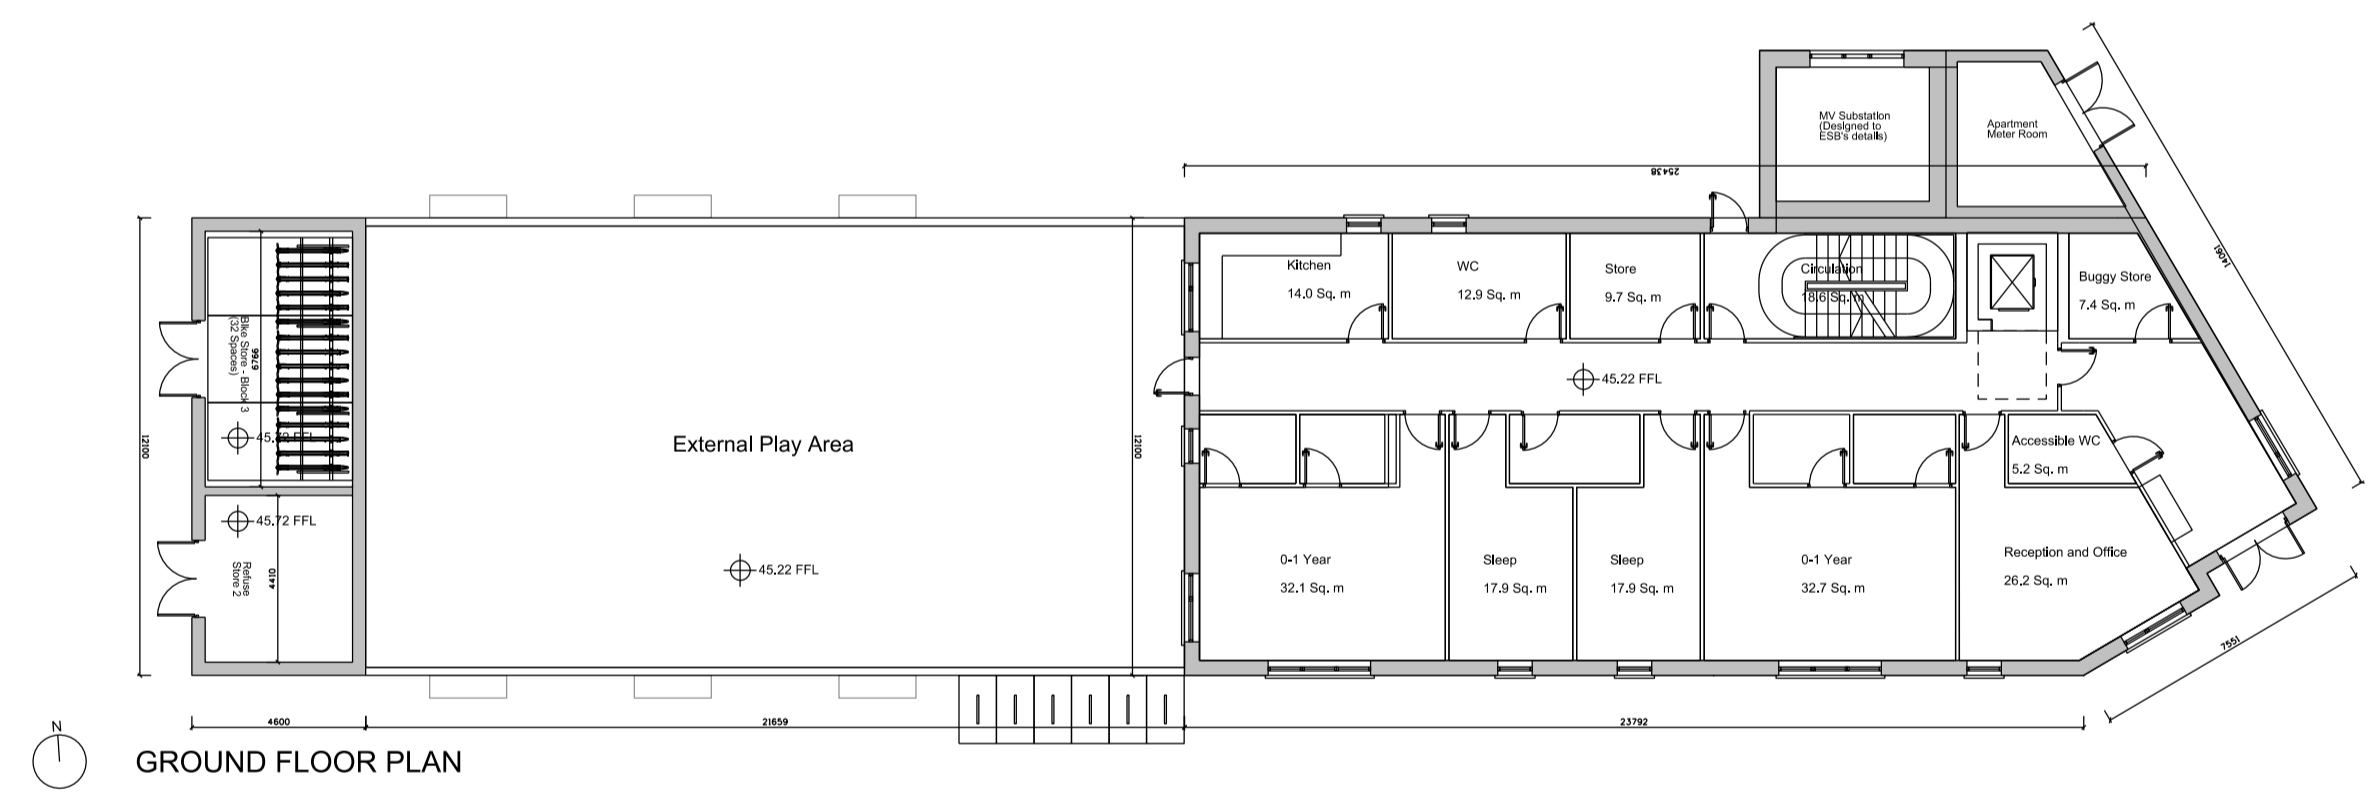 MV Substation
(Designed to
ESB's details)
Apartment
Meter Room
25438
14061
Kitchen
14.0 Sq. m
WC
12.9 Sq. m
Store
9.7 Sq. m
Circulation
18.6 Sq. m
Buggy Store
7.4 Sq. m
Bike Store - Block 3
(32 Spaces)
45.72 FFL
12100
External Play Area
12100
45.22 FFL
Accessible WC
5.2 Sq. m
45.72 FFL
Refuse
Store 2
4410
45.22 FFL
0-1 Year
32.1 Sq. m
Sleep
17.9 Sq. m
Sleep
17.9 Sq. m
0-1 Year
32.7 Sq. m
Reception and Office
26.2 Sq. m
7551
4600
21659
23792
N
GROUND FLOOR PLAN